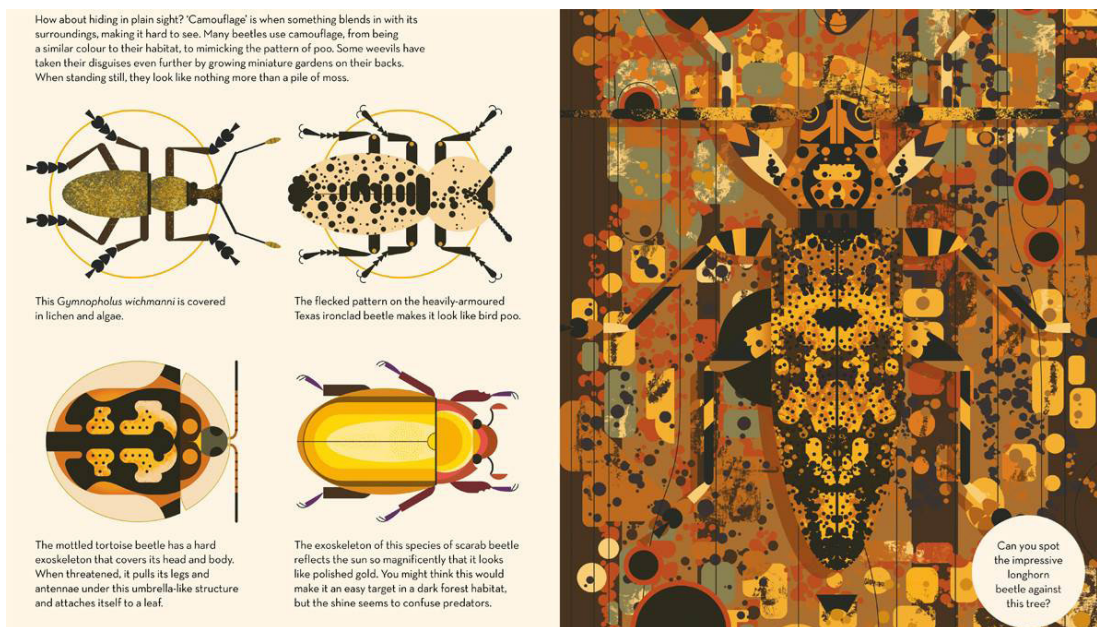 How about hiding in plain sight? 'Camouflage' is when something blends in with its
surroundings, making it hard to see. Many beetles use camouflage, from being
a similar colour to their habitat, to mimicking the pattern of poo. Some weevils have
taken their disguises even further by growing miniature gardens on their backs.
When standing still, they look like nothing more than a pile of moss.
This Gymnopholus wichmanni is covered
in lichen and algae.
The flecked pattern on the heavily-armoured
Texas ironclad beetle makes it look like bird poo.
The mottled tortoise beetle has a hard
exoskeleton that covers its head and body.
When threatened, it pulls its legs and
antennae under this umbrella-like structure
and attaches itself to a leaf.
The exoskeleton of this species of scarab beetle
reflects the sun so magnificently that it looks
like polished gold. You might think this would
make it an easy target in a dark forest habitat,
but the shine seems to confuse predators.
Can you spot
the impressive
longhorn
beetle against
this tree?